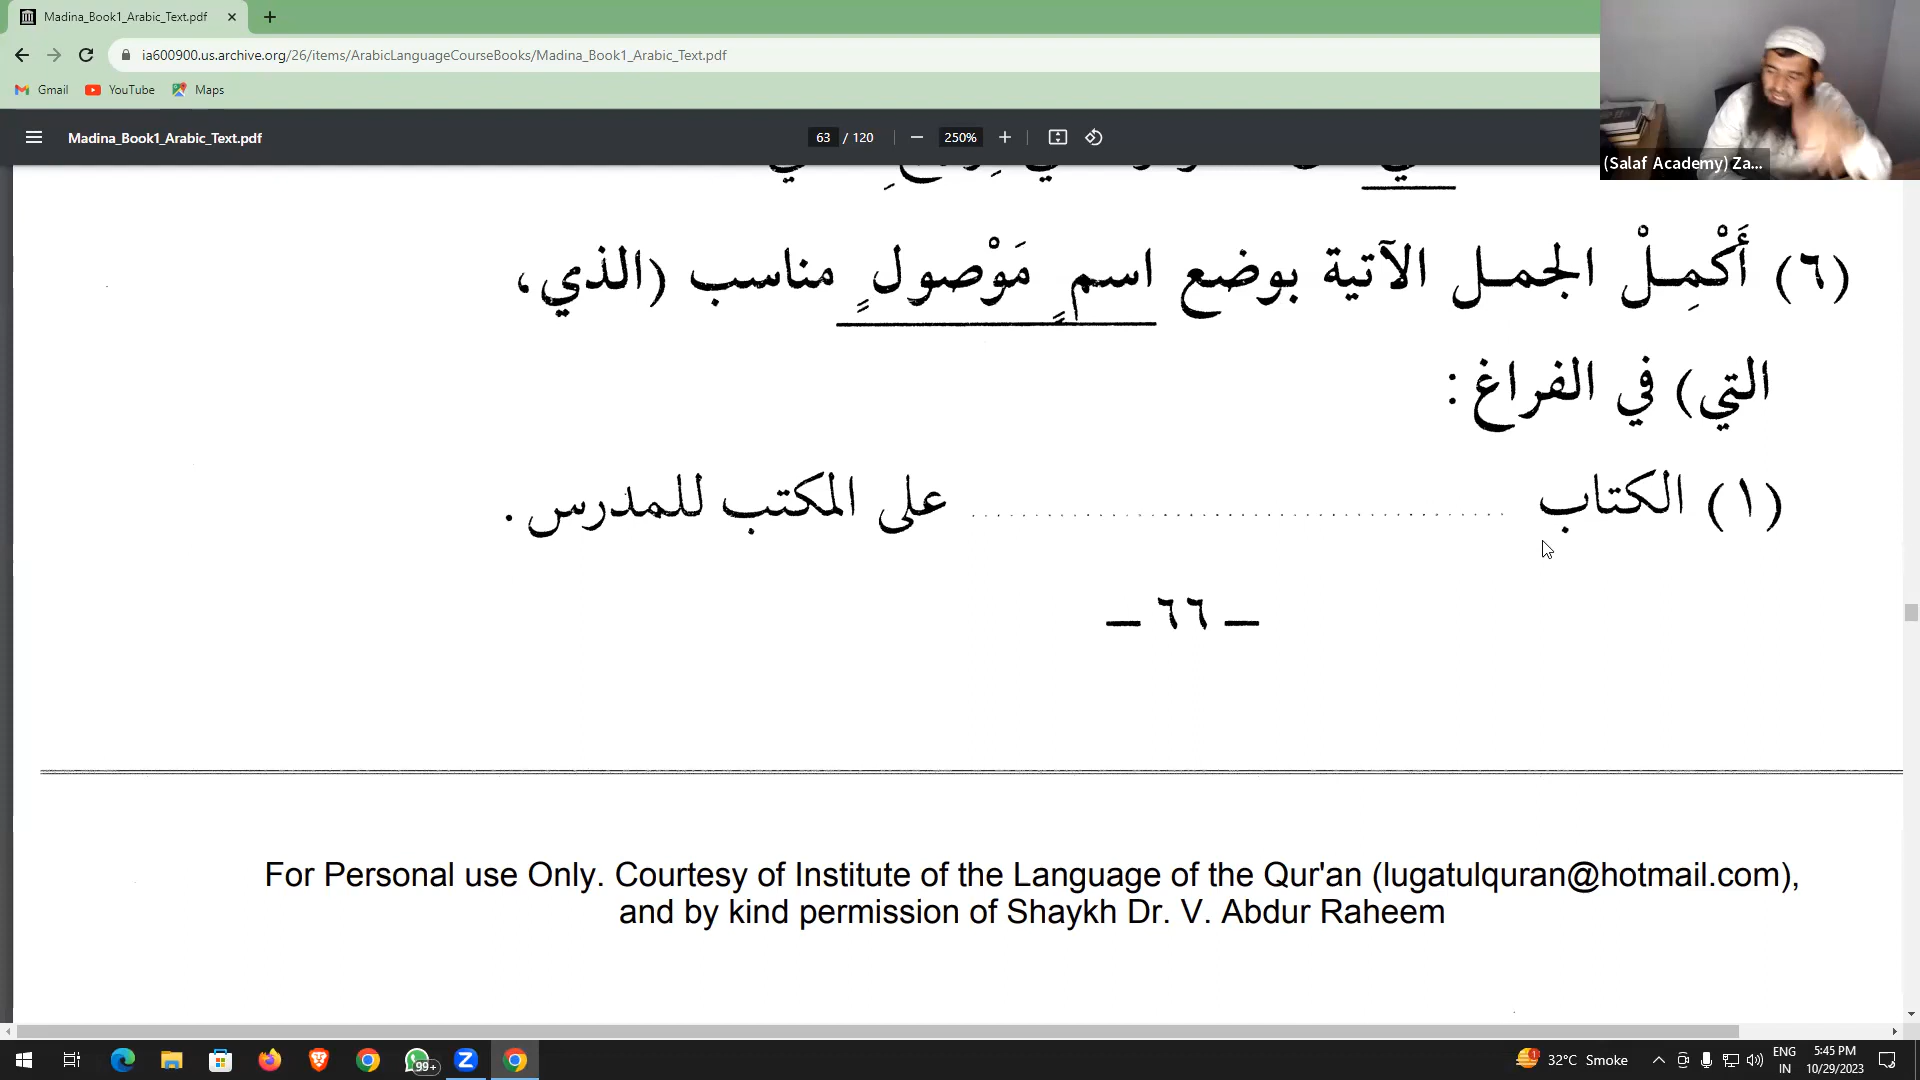 Madina_Book1_Arabic_Text.pdf
ia600900.us.archive.org/26/items/ArabicLanguageCourseBooks/Madina_Book1_Arabic_Text.pdf
Gmail YouTube Maps
Madina_Book1_Arabic_Text.pdf 63 / 120 250%
(Salaf Academy) Za...
(٦) أَكْمِلْ الجمل الآتية بوضع اسمٍ مَوْصولٍ مناسب (الذي،
التي) في الفراغ :
(١) الكتاب ........................ على المكتب للمدرس .
— ٦٦ —
For Personal use Only. Courtesy of Institute of the Language of the Qur'an (lugatulquran@hotmail.com),
and by kind permission of Shaykh Dr. V. Abdur Raheem
99+
1
32°C Smoke
ENG
IN
5:45 PM
10/29/2023